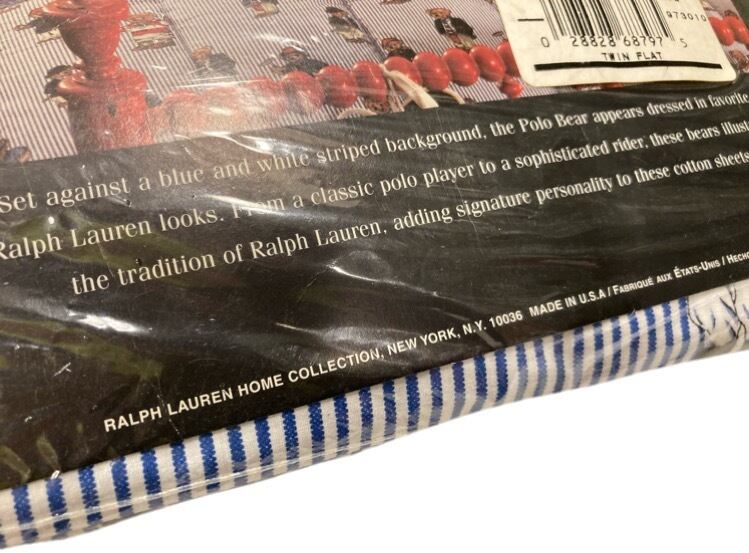 973010
0 28828 68797 5
TWIN FLAT
Set against a blue and white striped background, the Polo Bear appears dressed in favorite
Ralph Lauren looks. From a classic polo player to a sophisticated rider, these bears illust
the tradition of Ralph Lauren, adding signature personality to these cotton sheets
RALPH LAUREN HOME COLLECTION, NEW YORK, N.Y. 10036 MADE IN U.S.A / FABRIQUÉ AUX ÉTATS-UNIS / HECHO